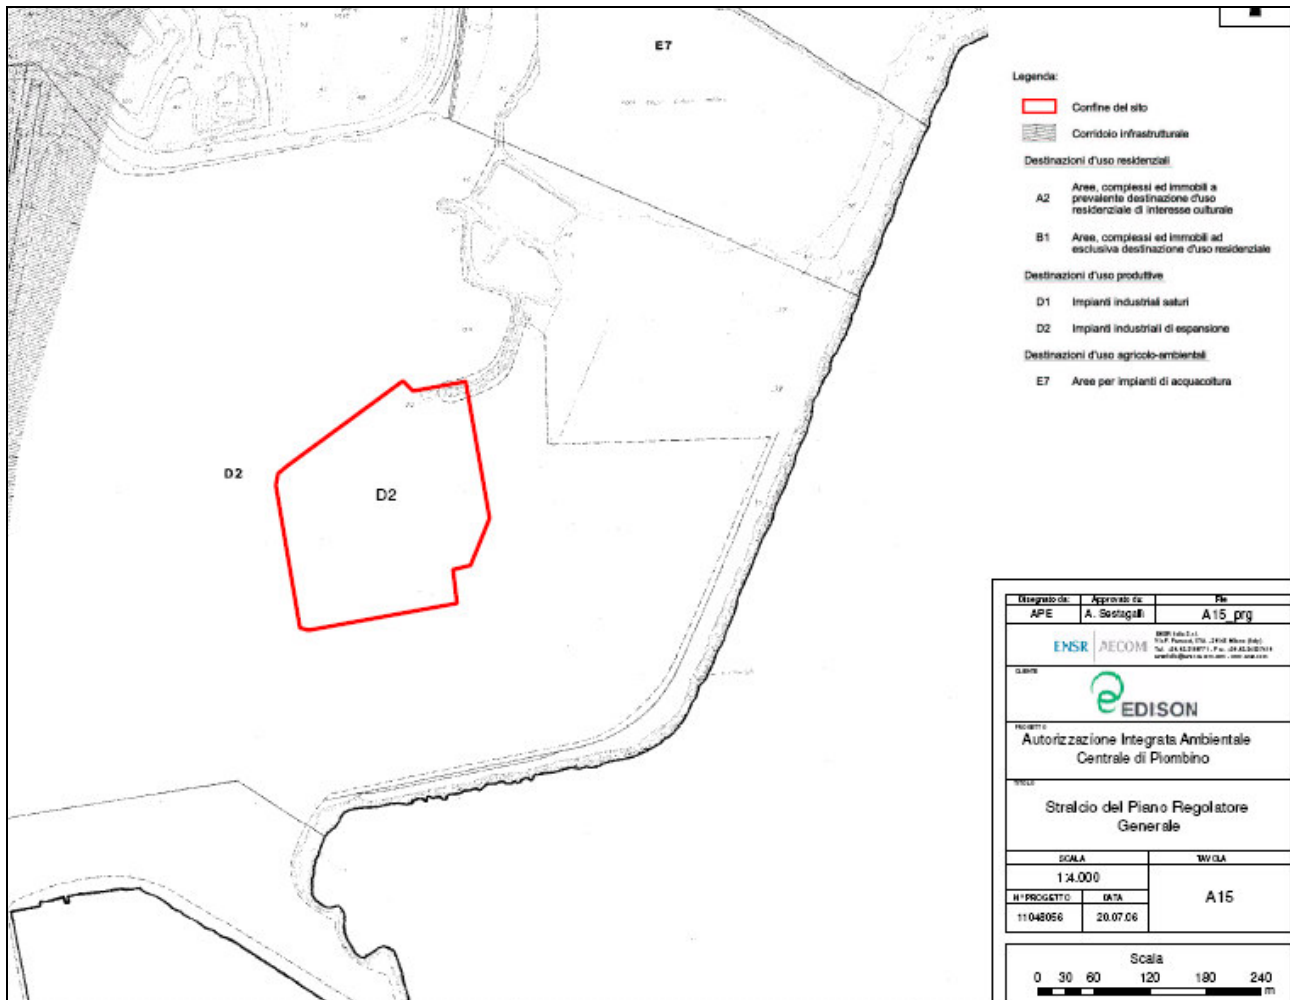 E7
D2
D2
Legenda:
Confine del sito
Corridoio infrastrutturale
Destinazioni d'uso residenziali
A2 Aree, complessi ed immobili a
prevalente destinazione d'uso
residenziale di interesse culturale
B1 Aree, complessi ed immobili ad
esclusiva destinazione d'uso residenziale
Destinazioni d'uso produttive
D1 Impianti industriali saturi
D2 Impianti industriali di espansione
Destinazioni d'uso agricolo-ambientali
E7 Aree per impianti di acquacoltura
Disegnato da: Approvato da: File
APE A. Sestagalli A15_prg
ENSR AECOM
CLIENTE
EDISON
PROGETTO
Autorizzazione Integrata Ambientale
Centrale di Piombino
TITOLO
Stralcio del Piano Regolatore
Generale
SCALA TAVOLA
1:4.000
A15
N° PROGETTO DATA
11048056 20.07.06
Scala
0 30 60 120 180 240
m